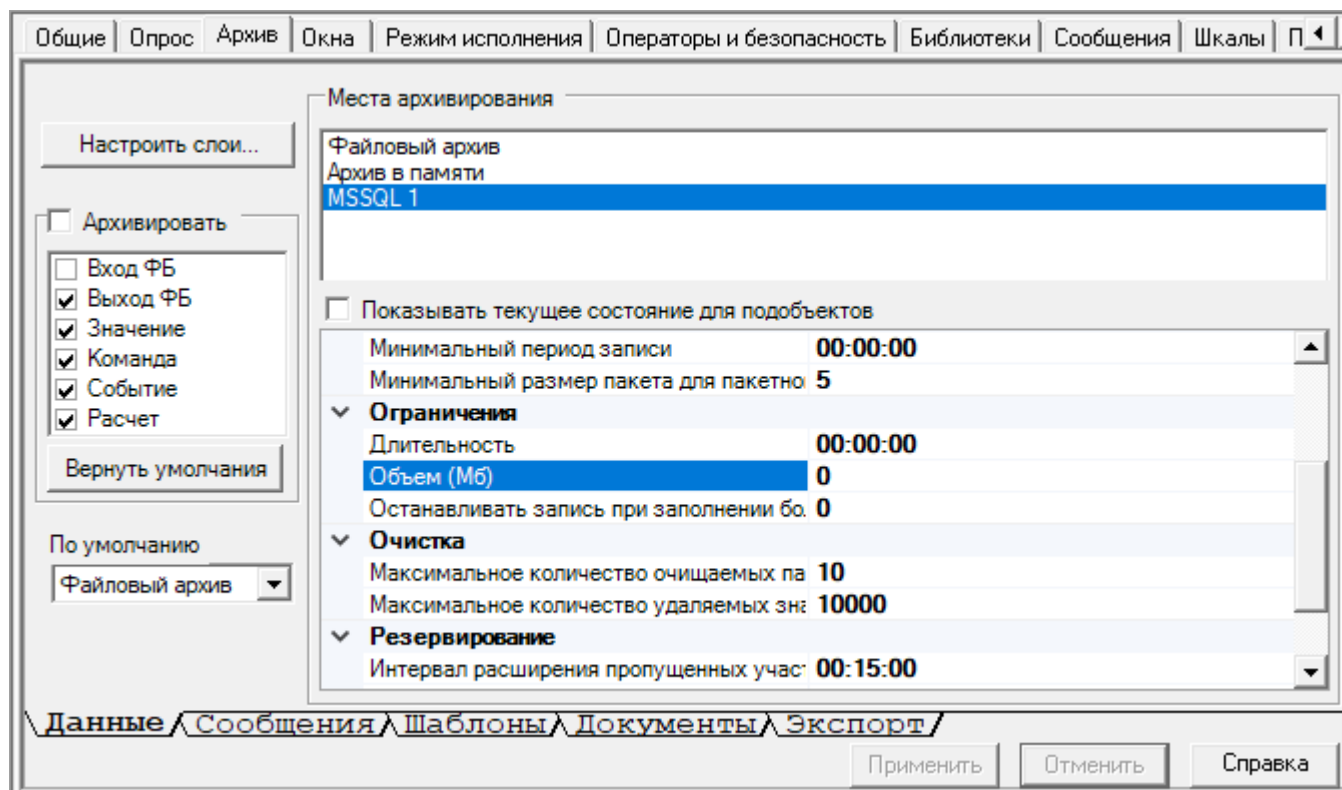 Общие Опрос Архив Окна Режим исполнения Операторы и безопасность Библиотеки Сообщения Шкалы П
Места архивирования
Настроить слои...
Файловый архив
Архив в памяти
MSSQL 1
Архивировать
Вход ФБ
Выход ФБ
Значение
Команда
Событие
Расчет
Вернуть умолчания
По умолчанию
Файловый архив
Показывать текущее состояние для подобъектов
Минимальный период записи 00:00:00
Минимальный размер пакета для пакетно 5
Ограничения
Длительность 00:00:00
Объем (Мб) 0
Останавливать запись при заполнении бо. 0
Очистка
Максимальное количество очищаемых па 10
Максимальное количество удаляемых зна 10000
Резервирование
Интервал расширения пропущенных участ 00:15:00
Данные Сообщения Шаблоны Документы Экспорт
Применить Отменить Справка